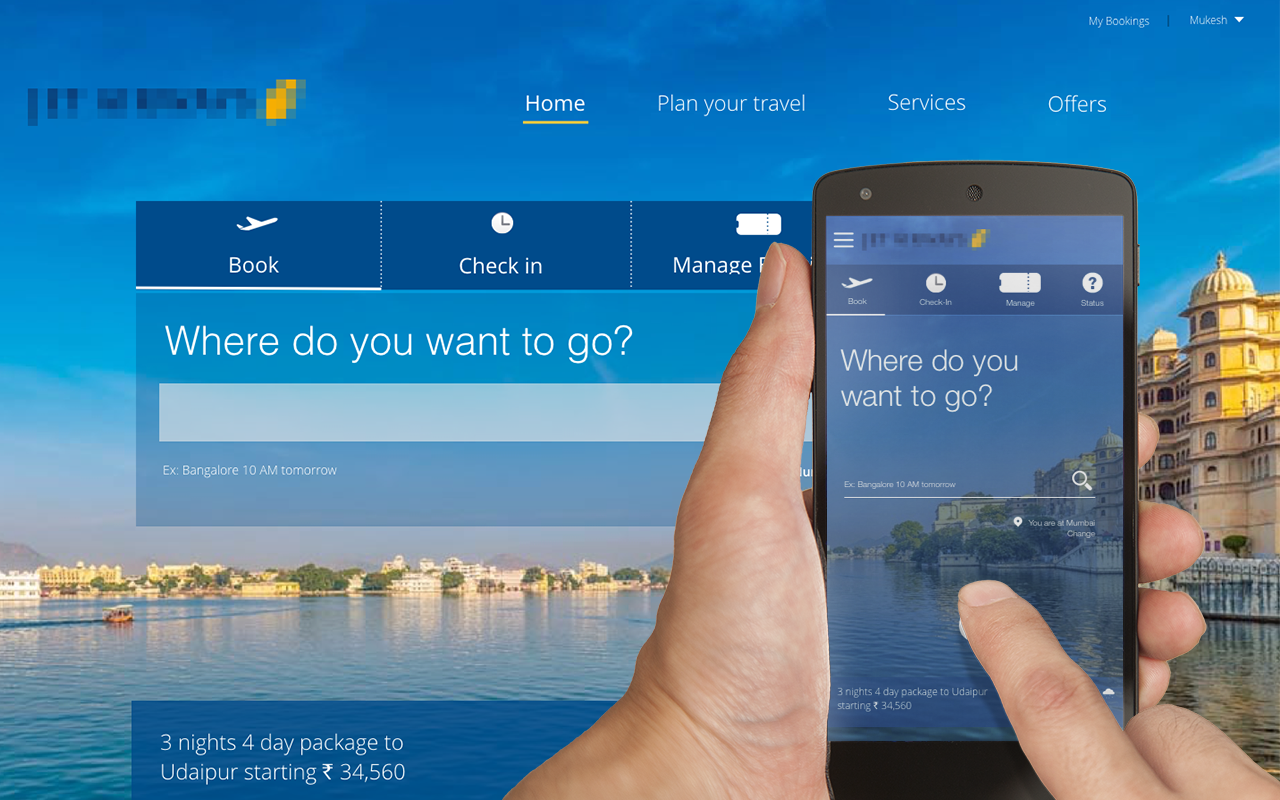 My Bookings | Mukesh
Home
Plan your travel
Services
Offers
Book
Check in
Manage
Where do you want to go?
Ex: Bangalore 10 AM tomorrow
3 nights 4 day package to
Udaipur starting ₹ 34,560
Book
Check-In
Manage
Status
Where do you
want to go?
Ex: Bangalore 10 AM tomorrow
You are at Mumbai
Change
3 nights 4 day package to Udaipur
starting ₹ 34,560